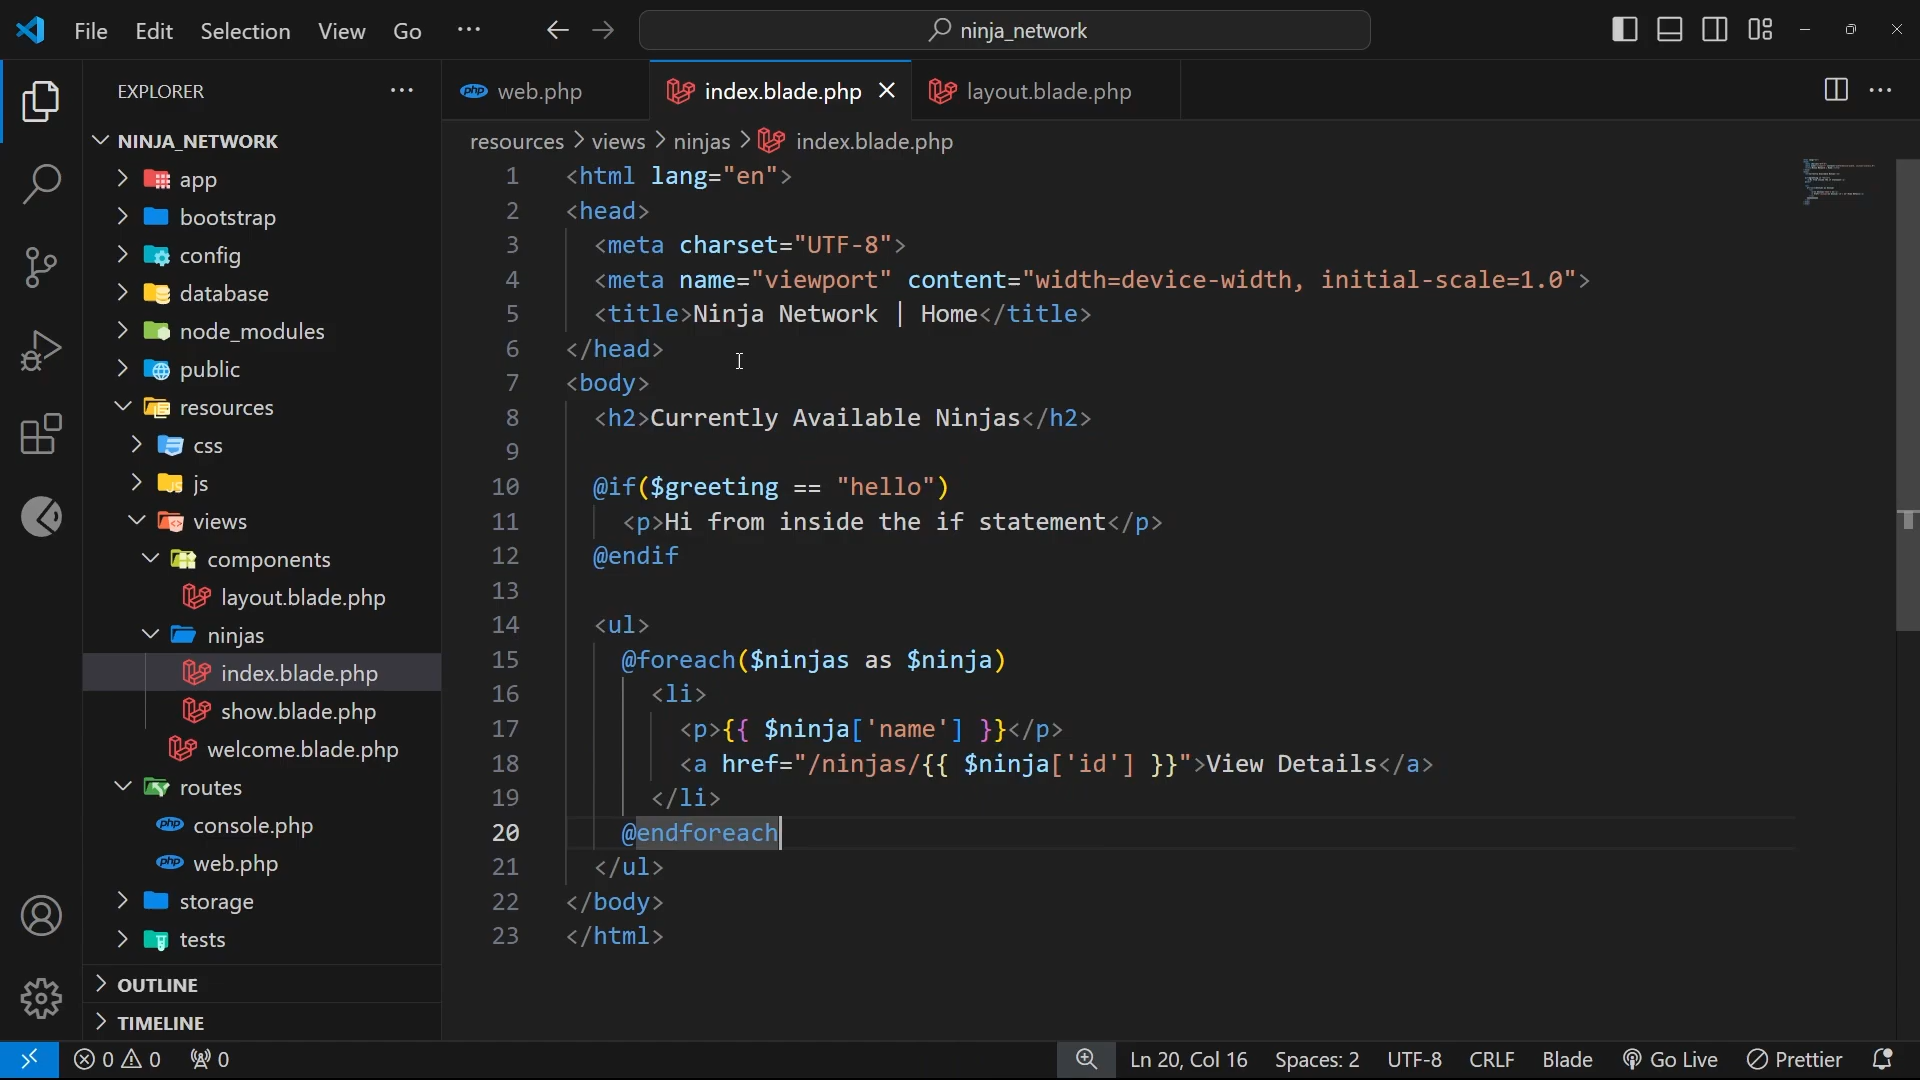 File Edit Selection View Go ··· ninja_network
EXPLORER ···
NINJA_NETWORK
app
bootstrap
config
database
node_modules
public
resources
css
js
views
components
layout.blade.php
ninjas
index.blade.php
show.blade.php
welcome.blade.php
routes
console.php
web.php
storage
tests
OUTLINE
TIMELINE
web.php index.blade.php layout.blade.php
resources > views > ninjas > index.blade.php
1 <html lang="en">
2 <head>
3 <meta charset="UTF-8">
4 <meta name="viewport" content="width=device-width, initial-scale=1.0">
5 <title>Ninja Network | Home</title>
6 </head>
7 <body>
8 <h2>Currently Available Ninjas</h2>
9
10 @if($greeting == "hello")
11 <p>Hi from inside the if statement</p>
12 @endif
13
14 <ul>
15 @foreach($ninjas as $ninja)
16 <li>
17 <p>{{ $ninja['name'] }}</p>
18 <a href="/ninjas/{{ $ninja['id'] }}">View Details</a>
19 </li>
20 @endforeach
21 </ul>
22 </body>
23 </html>
0 0 0 Ln 20, Col 16 Spaces: 2 UTF-8 CRLF Blade Go Live Prettier